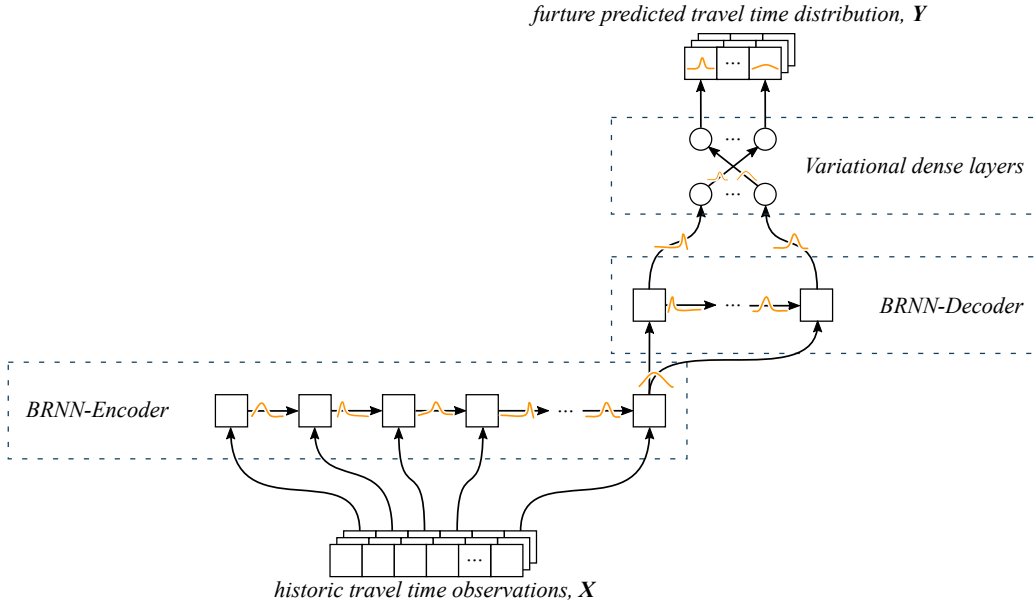 furture predicted travel time distribution, Y
...
...
Variational dense layers
...
...
BRNN-Decoder
BRNN-Encoder
...
...
historic travel time observations, X